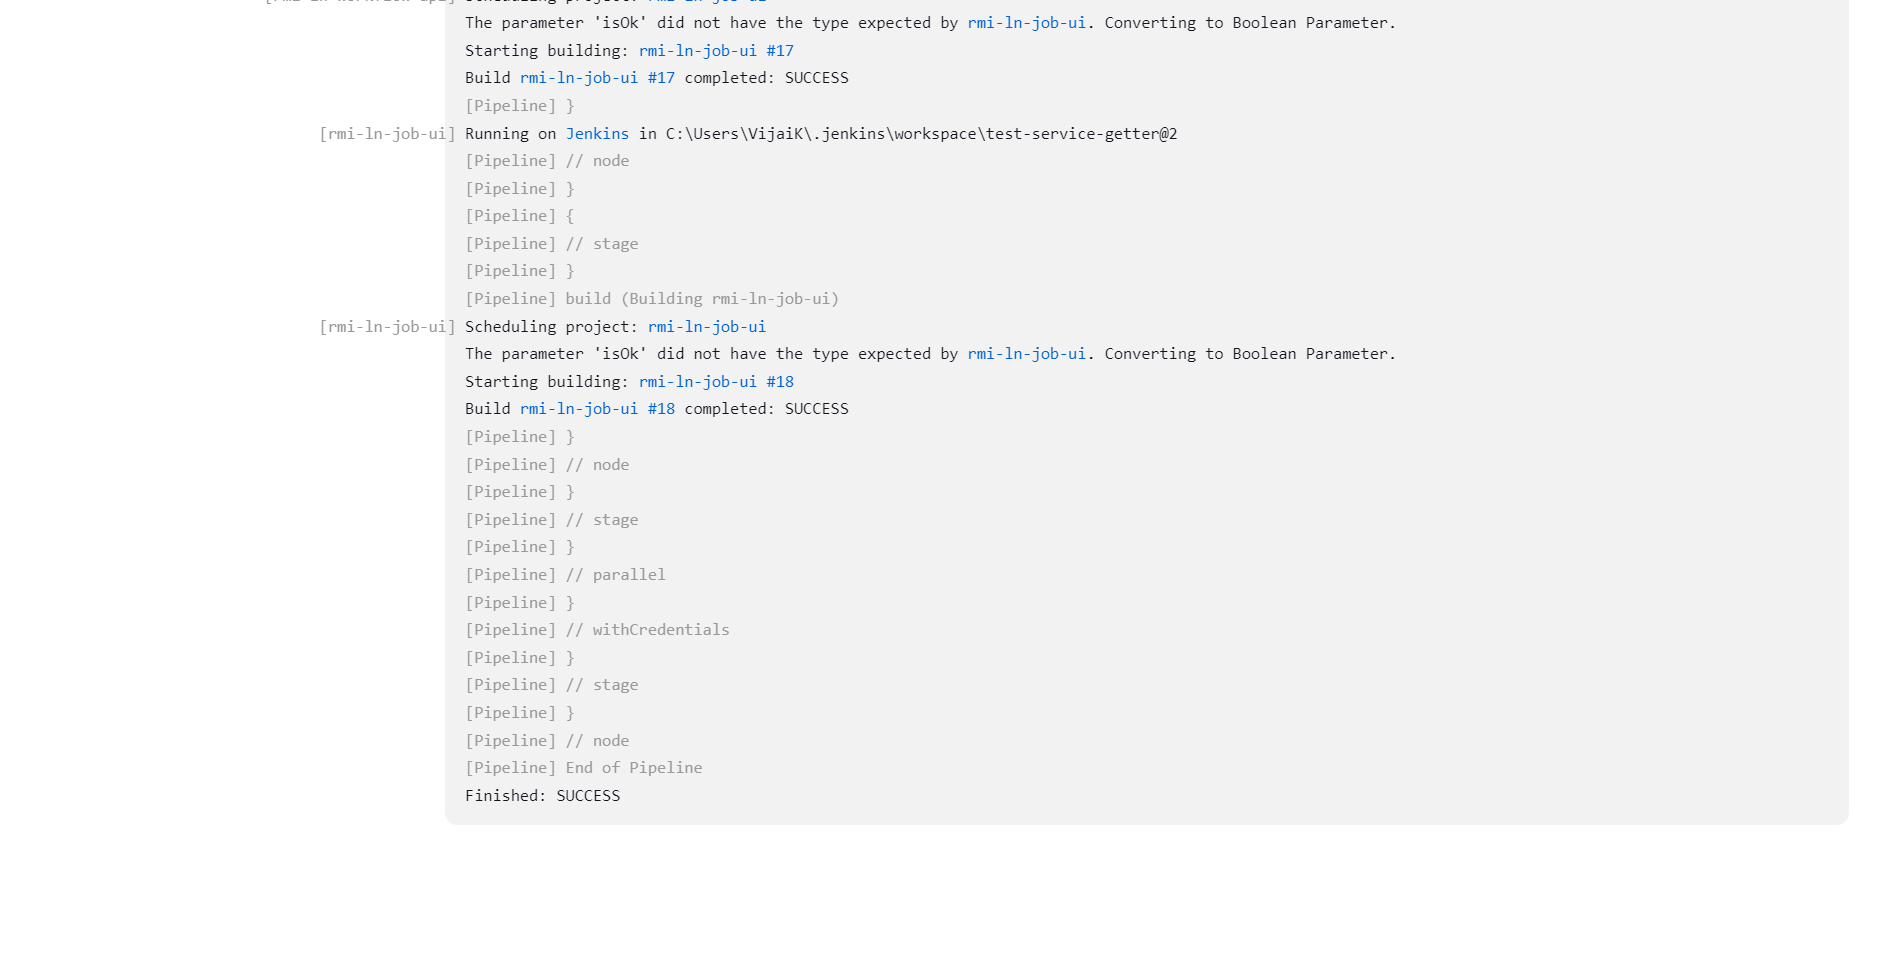 The parameter 'isOk' did not have the type expected by rmi-ln-job-ui. Converting to Boolean Parameter.
Starting building: rmi-ln-job-ui #17
Build rmi-ln-job-ui #17 completed: SUCCESS
[Pipeline] }
[rmi-ln-job-ui] Running on Jenkins in C:\Users\VijaiK\.jenkins\workspace\test-service-getter@2
[Pipeline] // node
[Pipeline] }
[Pipeline] {
[Pipeline] // stage
[Pipeline] }
[Pipeline] build (Building rmi-ln-job-ui)
[rmi-ln-job-ui] Scheduling project: rmi-ln-job-ui
The parameter 'isOk' did not have the type expected by rmi-ln-job-ui. Converting to Boolean Parameter.
Starting building: rmi-ln-job-ui #18
Build rmi-ln-job-ui #18 completed: SUCCESS
[Pipeline] }
[Pipeline] // node
[Pipeline] }
[Pipeline] // stage
[Pipeline] }
[Pipeline] // parallel
[Pipeline] }
[Pipeline] // withCredentials
[Pipeline] }
[Pipeline] // stage
[Pipeline] }
[Pipeline] // node
[Pipeline] End of Pipeline
Finished: SUCCESS